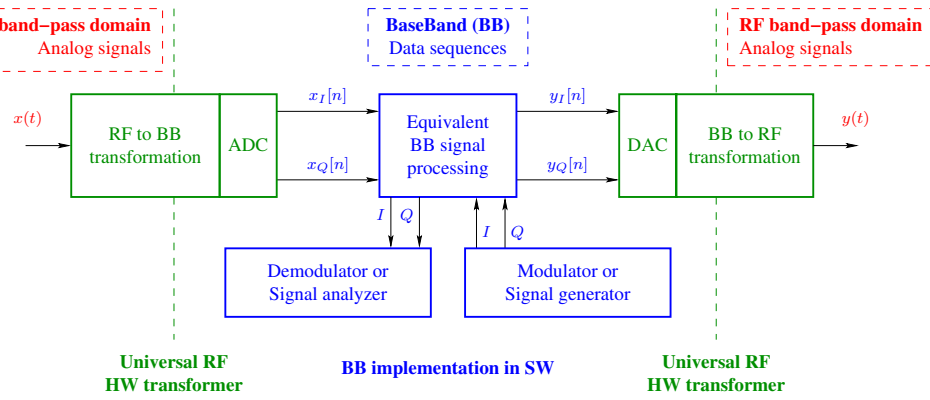 band−pass domain
Analog signals
BaseBand (BB)
Data sequences
RF band−pass domain
Analog signals
x(t)
RF to BB
transformation
ADC
x_I[n]
x_Q[n]
Equivalent
BB signal
processing
y_I[n]
y_Q[n]
DAC
BB to RF
transformation
y(t)
I
Q
I
Q
Demodulator or
Signal analyzer
Modulator or
Signal generator
Universal RF
HW transformer
BB implementation in SW
Universal RF
HW transformer